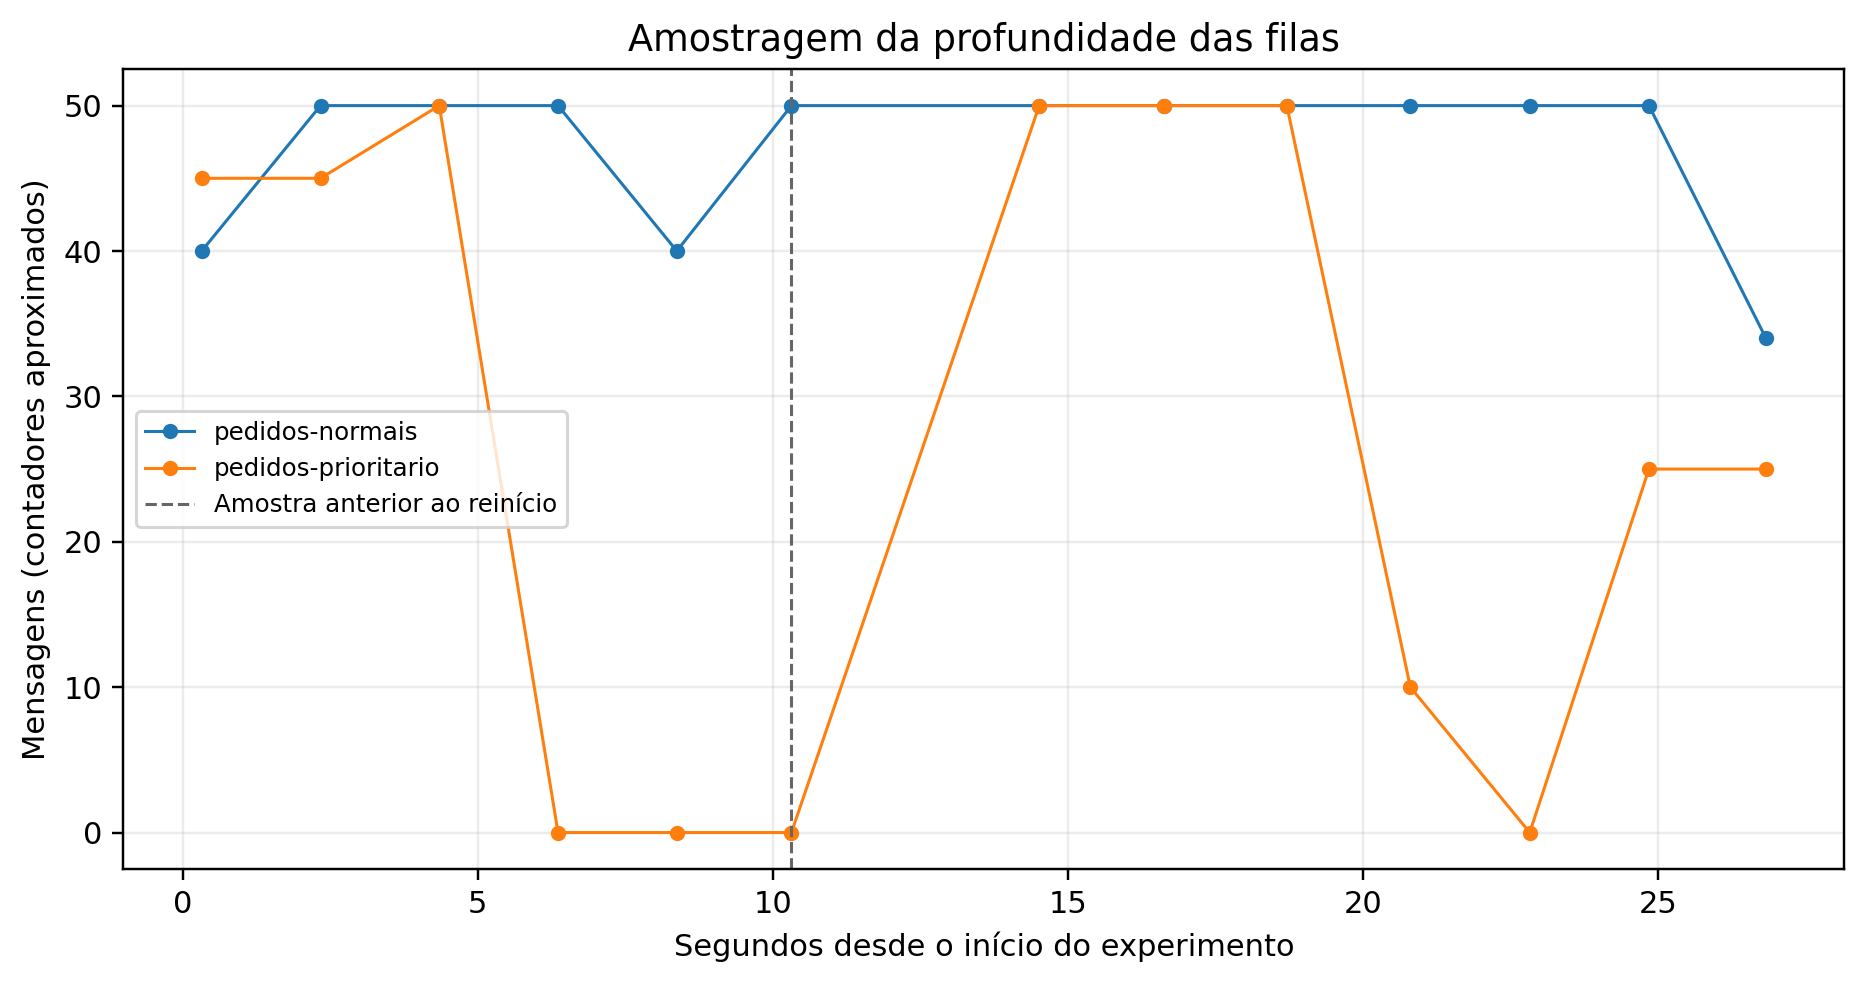 Amostragem da profundidade das filas
Mensagens (contadores aproximados)
50
40
30
20
10
0
pedidos-normais
pedidos-prioritario
Amostra anterior ao reinício
0 5 10 15 20 25
Segundos desde o início do experimento